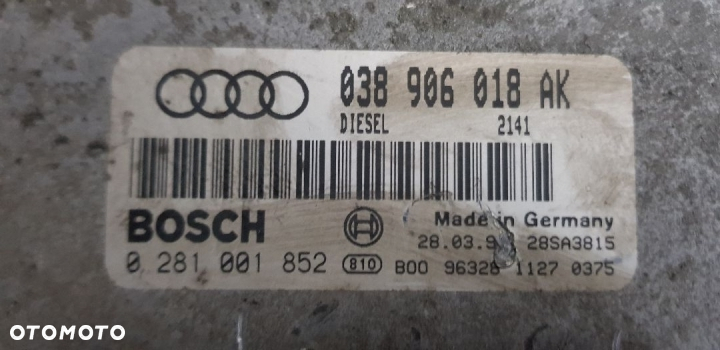 038 906 018 AK
DIESEL 2141
BOSCH
Made in Germany
28SA3815
0 281 001 852 810 B00 96328 1127 0375
OTOMOTO